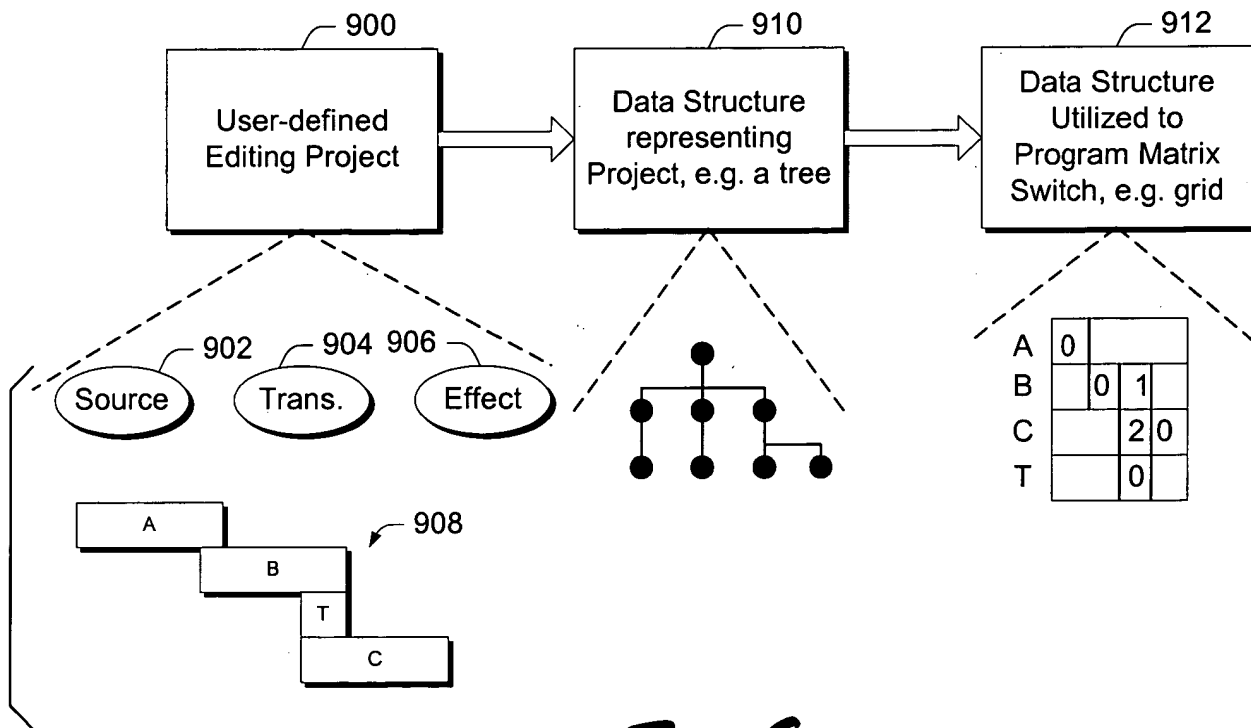 900
910
912
User-defined
Editing Project
Data Structure
representing
Project, e.g. a tree
Data Structure
Utilized to
Program Matrix
Switch, e.g. grid
902
904
906
Source
Trans.
Effect
A
B
T
C
908
A 0
B 0 1
C 2 0
T 0